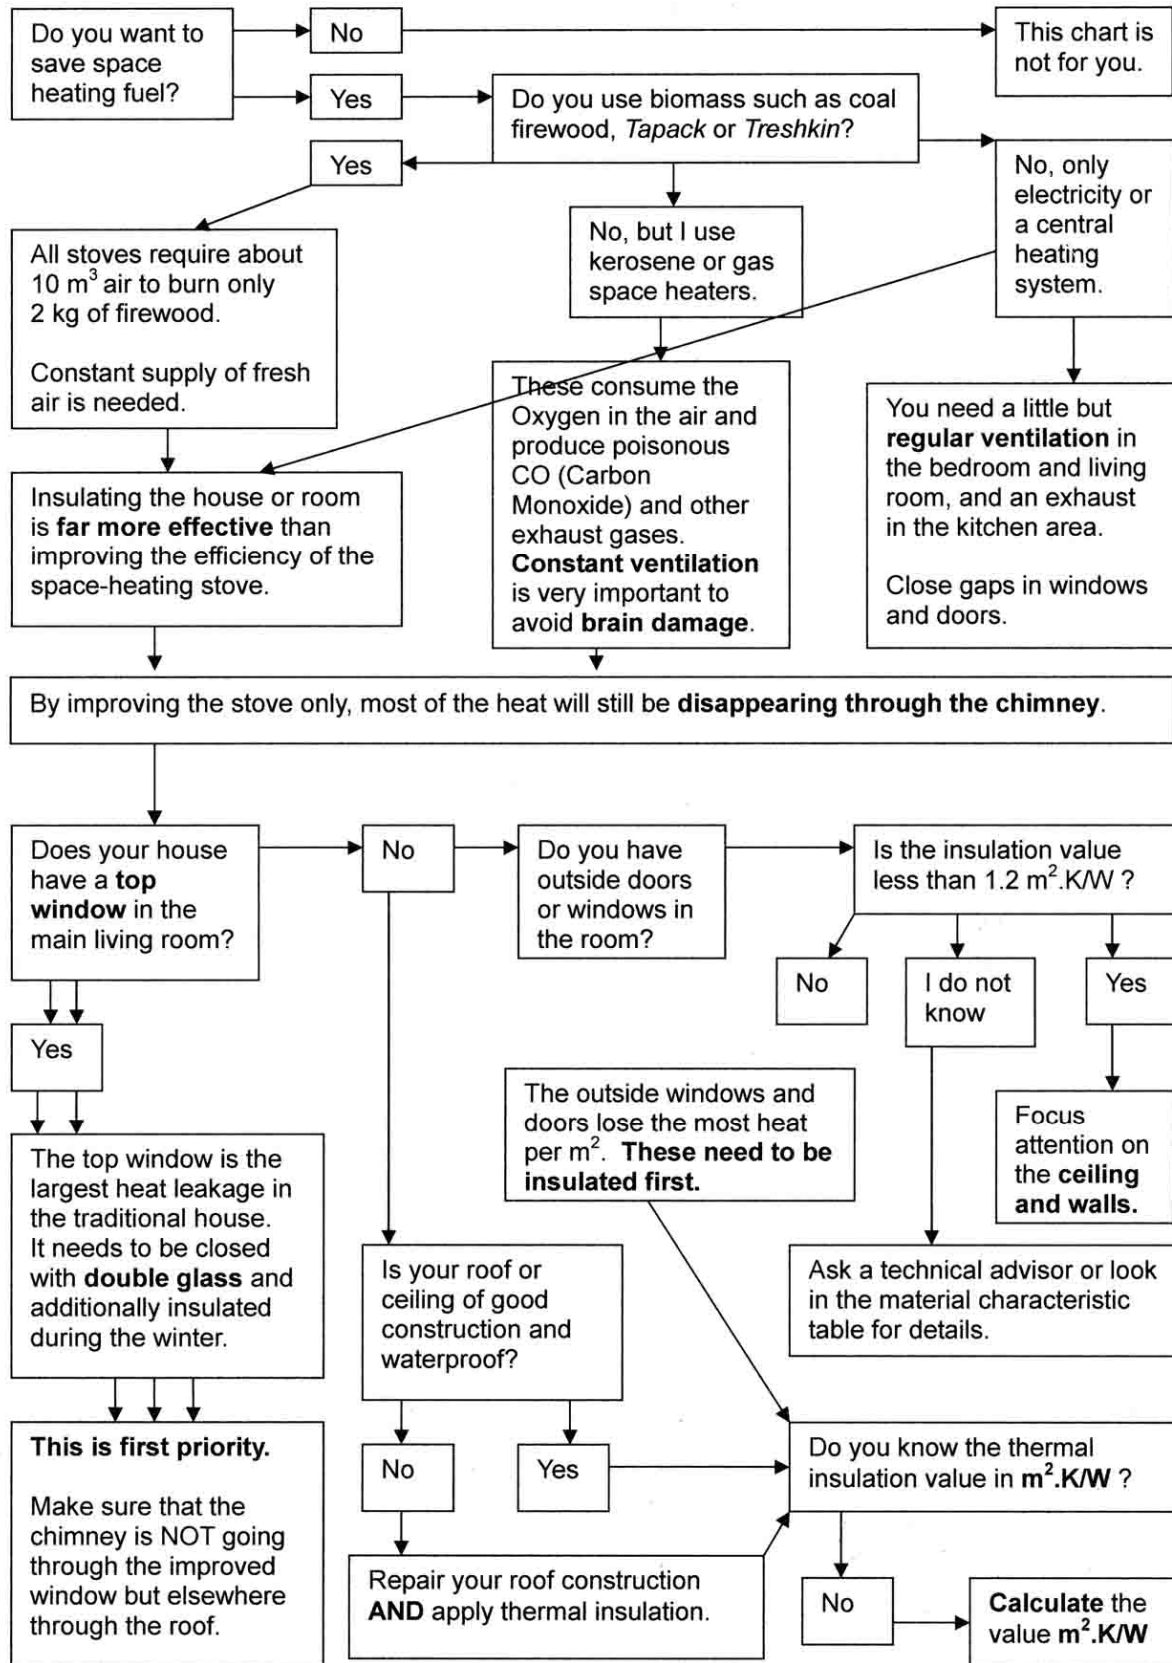 Do you want to
save space
heating fuel?
No
This chart is
not for you.
Yes
Do you use biomass such as coal
firewood, Tapack or Treshkin?
Yes
No, only
electricity or
a central
heating
system.
All stoves require about
10 m³ air to burn only
2 kg of firewood.
Constant supply of fresh
air is needed.
No, but I use
kerosene or gas
space heaters.
These consume the
Oxygen in the air and
produce poisonous
CO (Carbon
Monoxide) and other
exhaust gases.
Constant ventilation
is very important to
avoid brain damage.
You need a little but
regular ventilation in
the bedroom and living
room, and an exhaust
in the kitchen area.
Close gaps in windows
and doors.
Insulating the house or room
is far more effective than
improving the efficiency of the
space-heating stove.
By improving the stove only, most of the heat will still be disappearing through the chimney.
Does your house
have a top
window in the
main living room?
No
Do you have
outside doors
or windows in
the room?
Is the insulation value
less than 1.2 m².K/W ?
No
I do not
know
Yes
Yes
The outside windows and
doors lose the most heat
per m². These need to be
insulated first.
Focus
attention on
the ceiling
and walls.
The top window is the
largest heat leakage in
the traditional house.
It needs to be closed
with double glass and
additionally insulated
during the winter.
Is your roof or
ceiling of good
construction and
waterproof?
Ask a technical advisor or look
in the material characteristic
table for details.
This is first priority.
Make sure that the
chimney is NOT going
through the improved
window but elsewhere
through the roof.
No
Yes
Do you know the thermal
insulation value in m².K/W ?
Repair your roof construction
AND apply thermal insulation.
No
Calculate the
value m².K/W